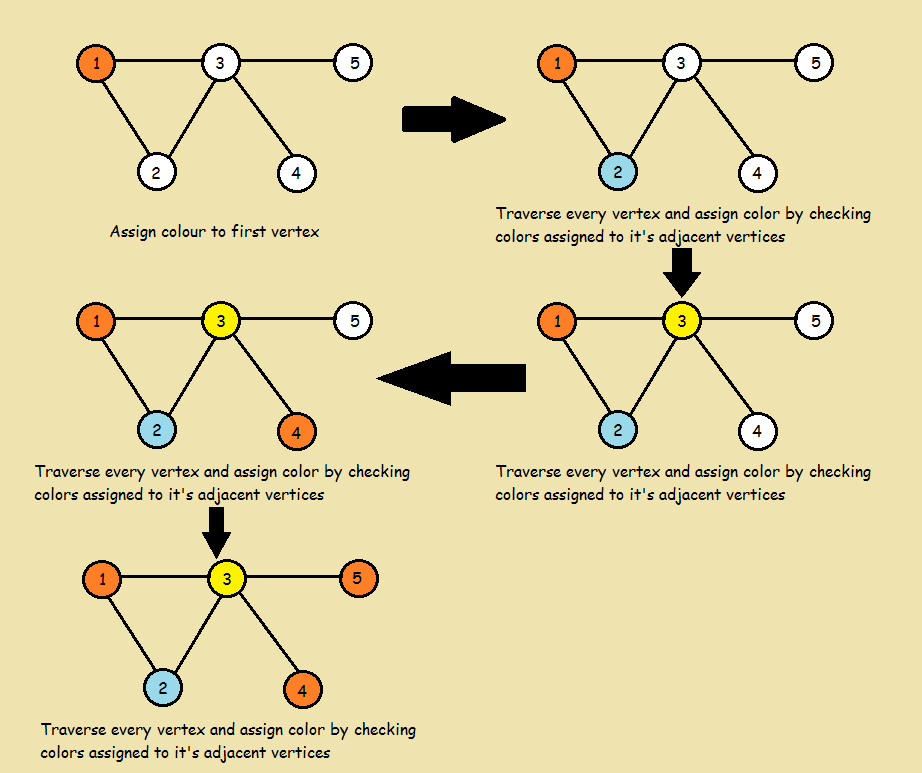 1 3 5
2 4
Assign colour to first vertex
1 3 5
2 4
Traverse every vertex and assign color by checking
colors assigned to it's adjacent vertices
1 3 5
2 4
Traverse every vertex and assign color by checking
colors assigned to it's adjacent vertices
1 3 5
2 4
Traverse every vertex and assign color by checking
colors assigned to it's adjacent vertices
1 3 5
2 4
Traverse every vertex and assign color by checking
colors assigned to it's adjacent vertices